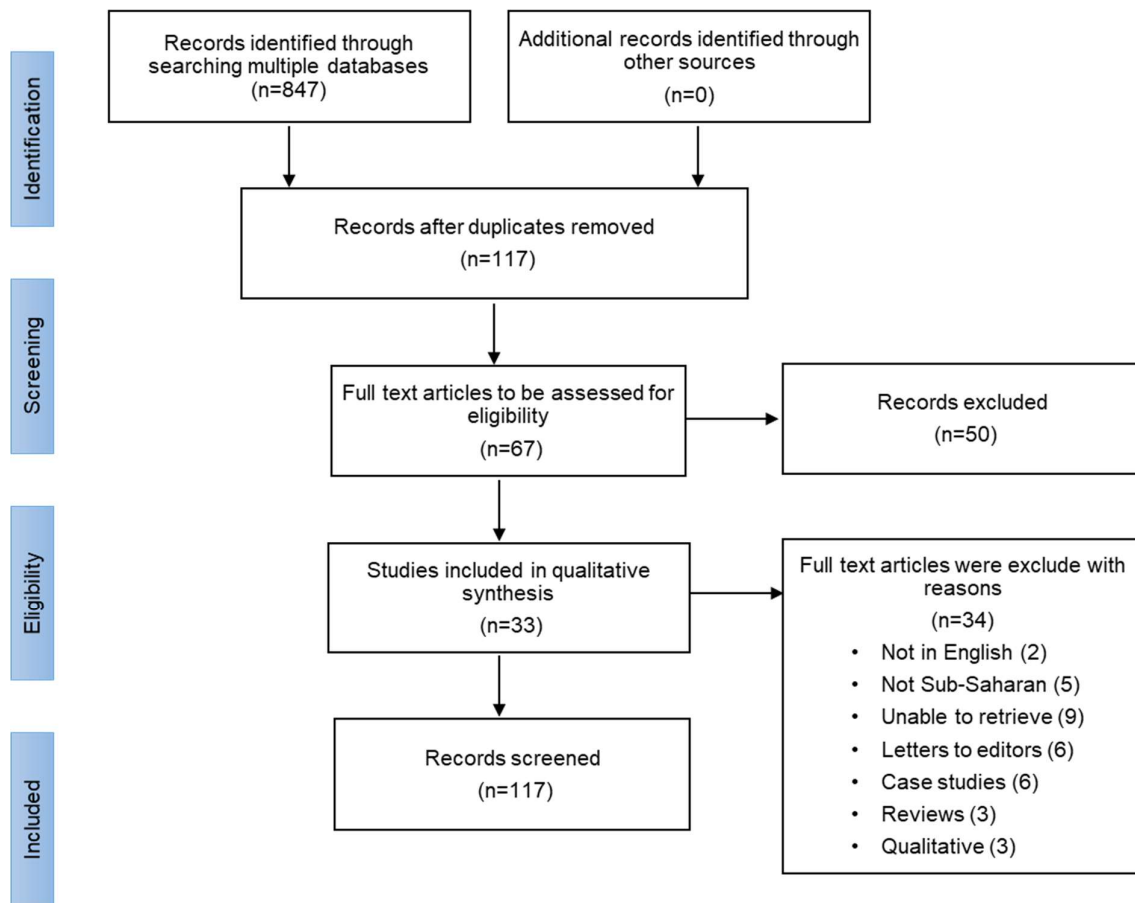 Identification
Records identified through
searching multiple databases
(n=847)
Additional records identified through
other sources
(n=0)
Records after duplicates removed
(n=117)
Screening
Full text articles to be assessed for
eligibility
(n=67)
Records excluded
(n=50)
Eligibility
Studies included in qualitative
synthesis
(n=33)
Full text articles were exclude with
reasons
(n=34)
• Not in English (2)
• Not Sub-Saharan (5)
• Unable to retrieve (9)
• Letters to editors (6)
• Case studies (6)
• Reviews (3)
• Qualitative (3)
Included
Records screened
(n=117)